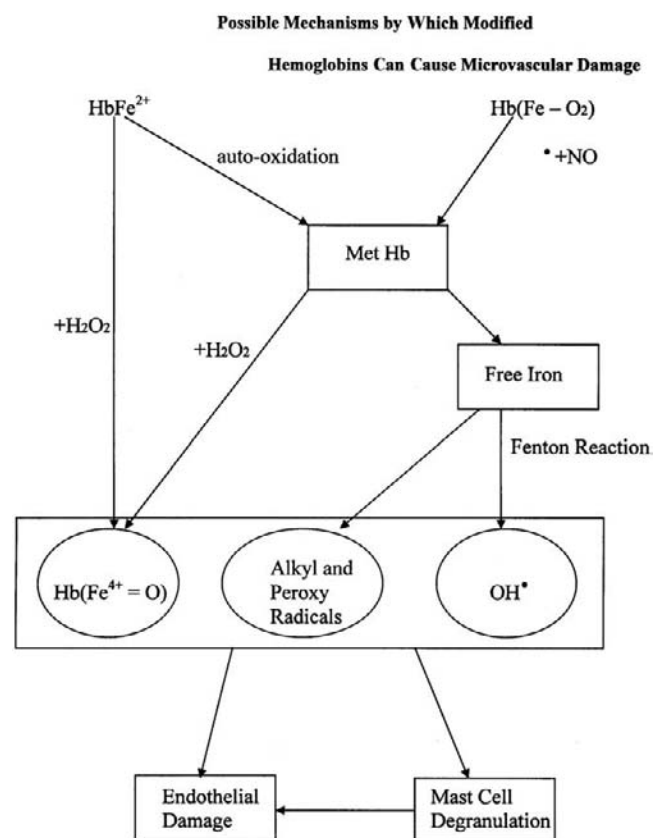 Possible Mechanisms by Which Modified
Hemoglobins Can Cause Microvascular Damage
HbFe²⁺
Hb(Fe – O₂)
auto-oxidation
• +NO
Met Hb
+H₂O₂
+H₂O₂
Free Iron
Fenton Reaction
Hb(Fe⁴⁺ = O)
Alkyl and
Peroxy
Radicals
OH•
Endothelial
Damage
Mast Cell
Degranulation